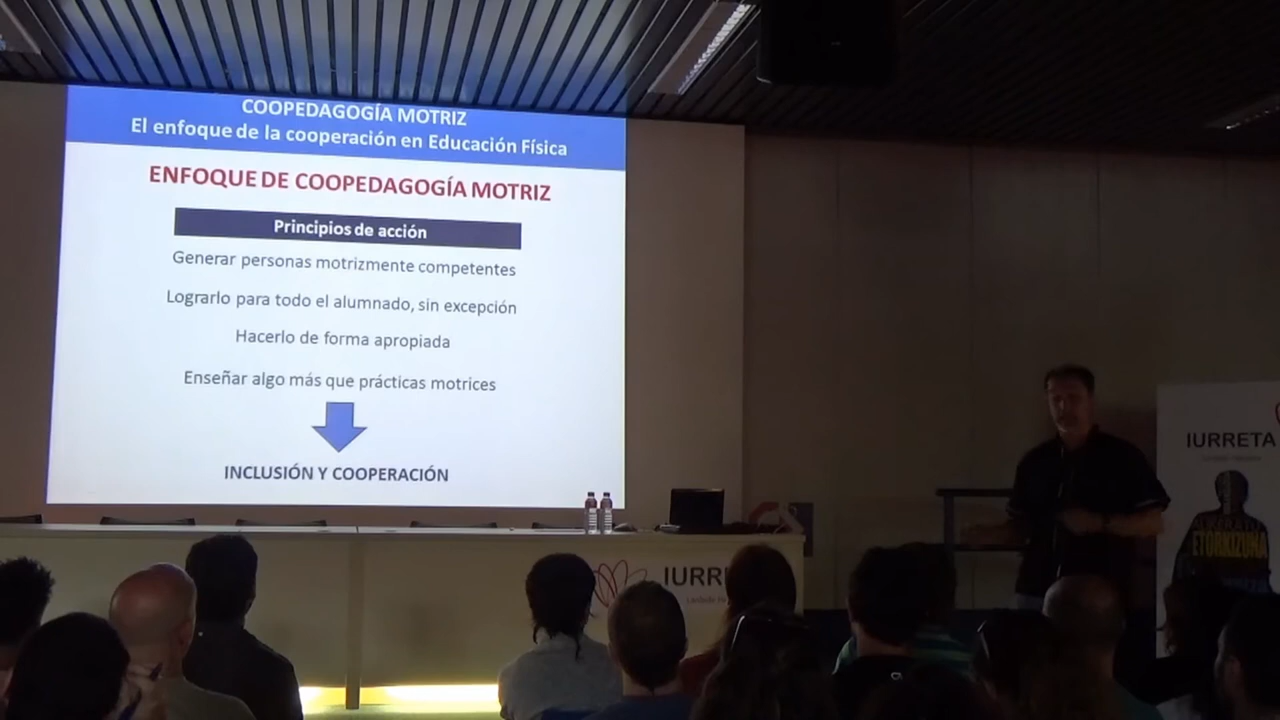 COOPEDAGOGÍA MOTRIZ
El enfoque de la cooperación en Educación Física
ENFOQUE DE COOPEDAGOGÍA MOTRIZ
Principios de acción
Generar personas motrizmente competentes
Lograrlo para todo el alumnado, sin excepción
Hacerlo de forma apropiada
Enseñar algo más que prácticas motrices
INCLUSIÓN Y COOPERACIÓN
IURRETA
ETORKIZUNA
IURR